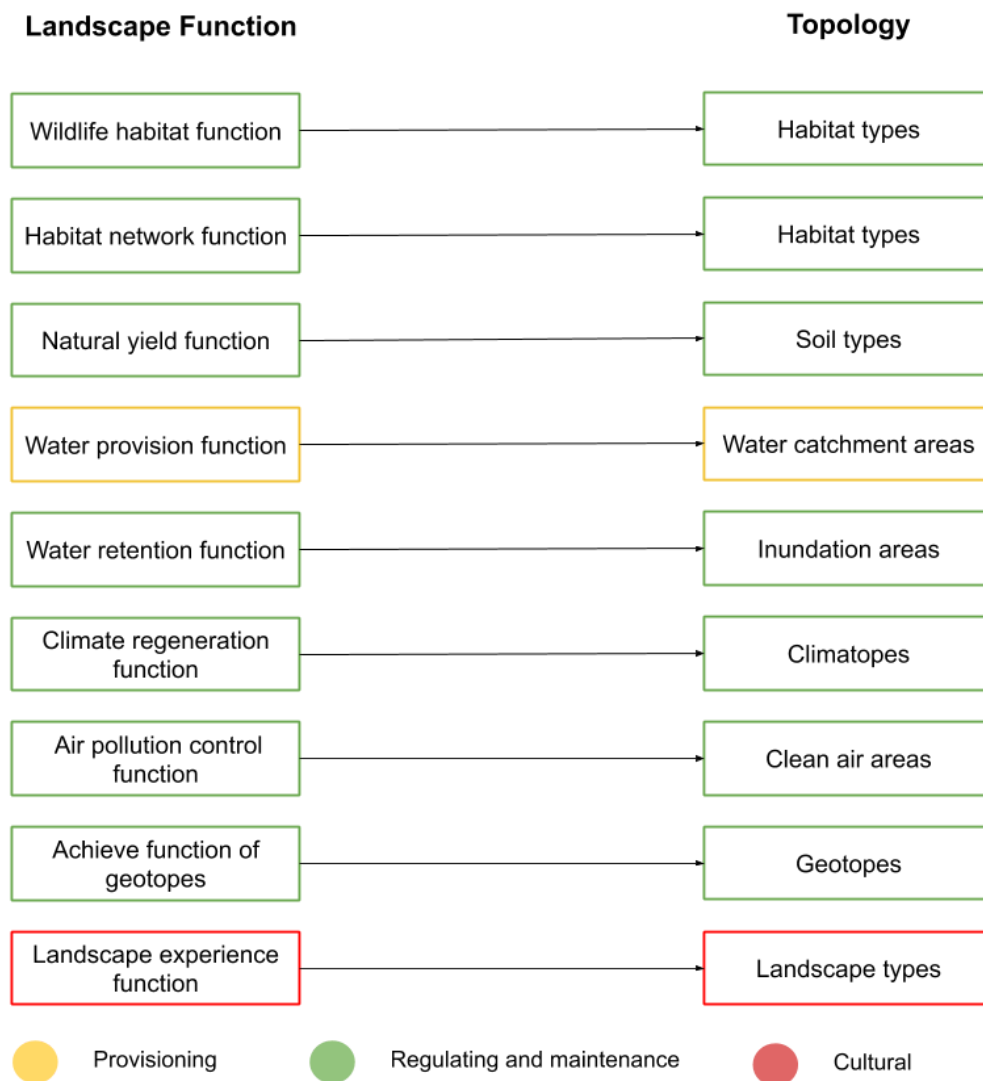 Landscape Function
Topology
Wildlife habitat function
Habitat types
Habitat network function
Habitat types
Natural yield function
Soil types
Water provision function
Water catchment areas
Water retention function
Inundation areas
Climate regeneration
function
Climatopes
Air pollution control
function
Clean air areas
Achieve function of
geotopes
Geotopes
Landscape experience
function
Landscape types
Provisioning
Regulating and maintenance
Cultural